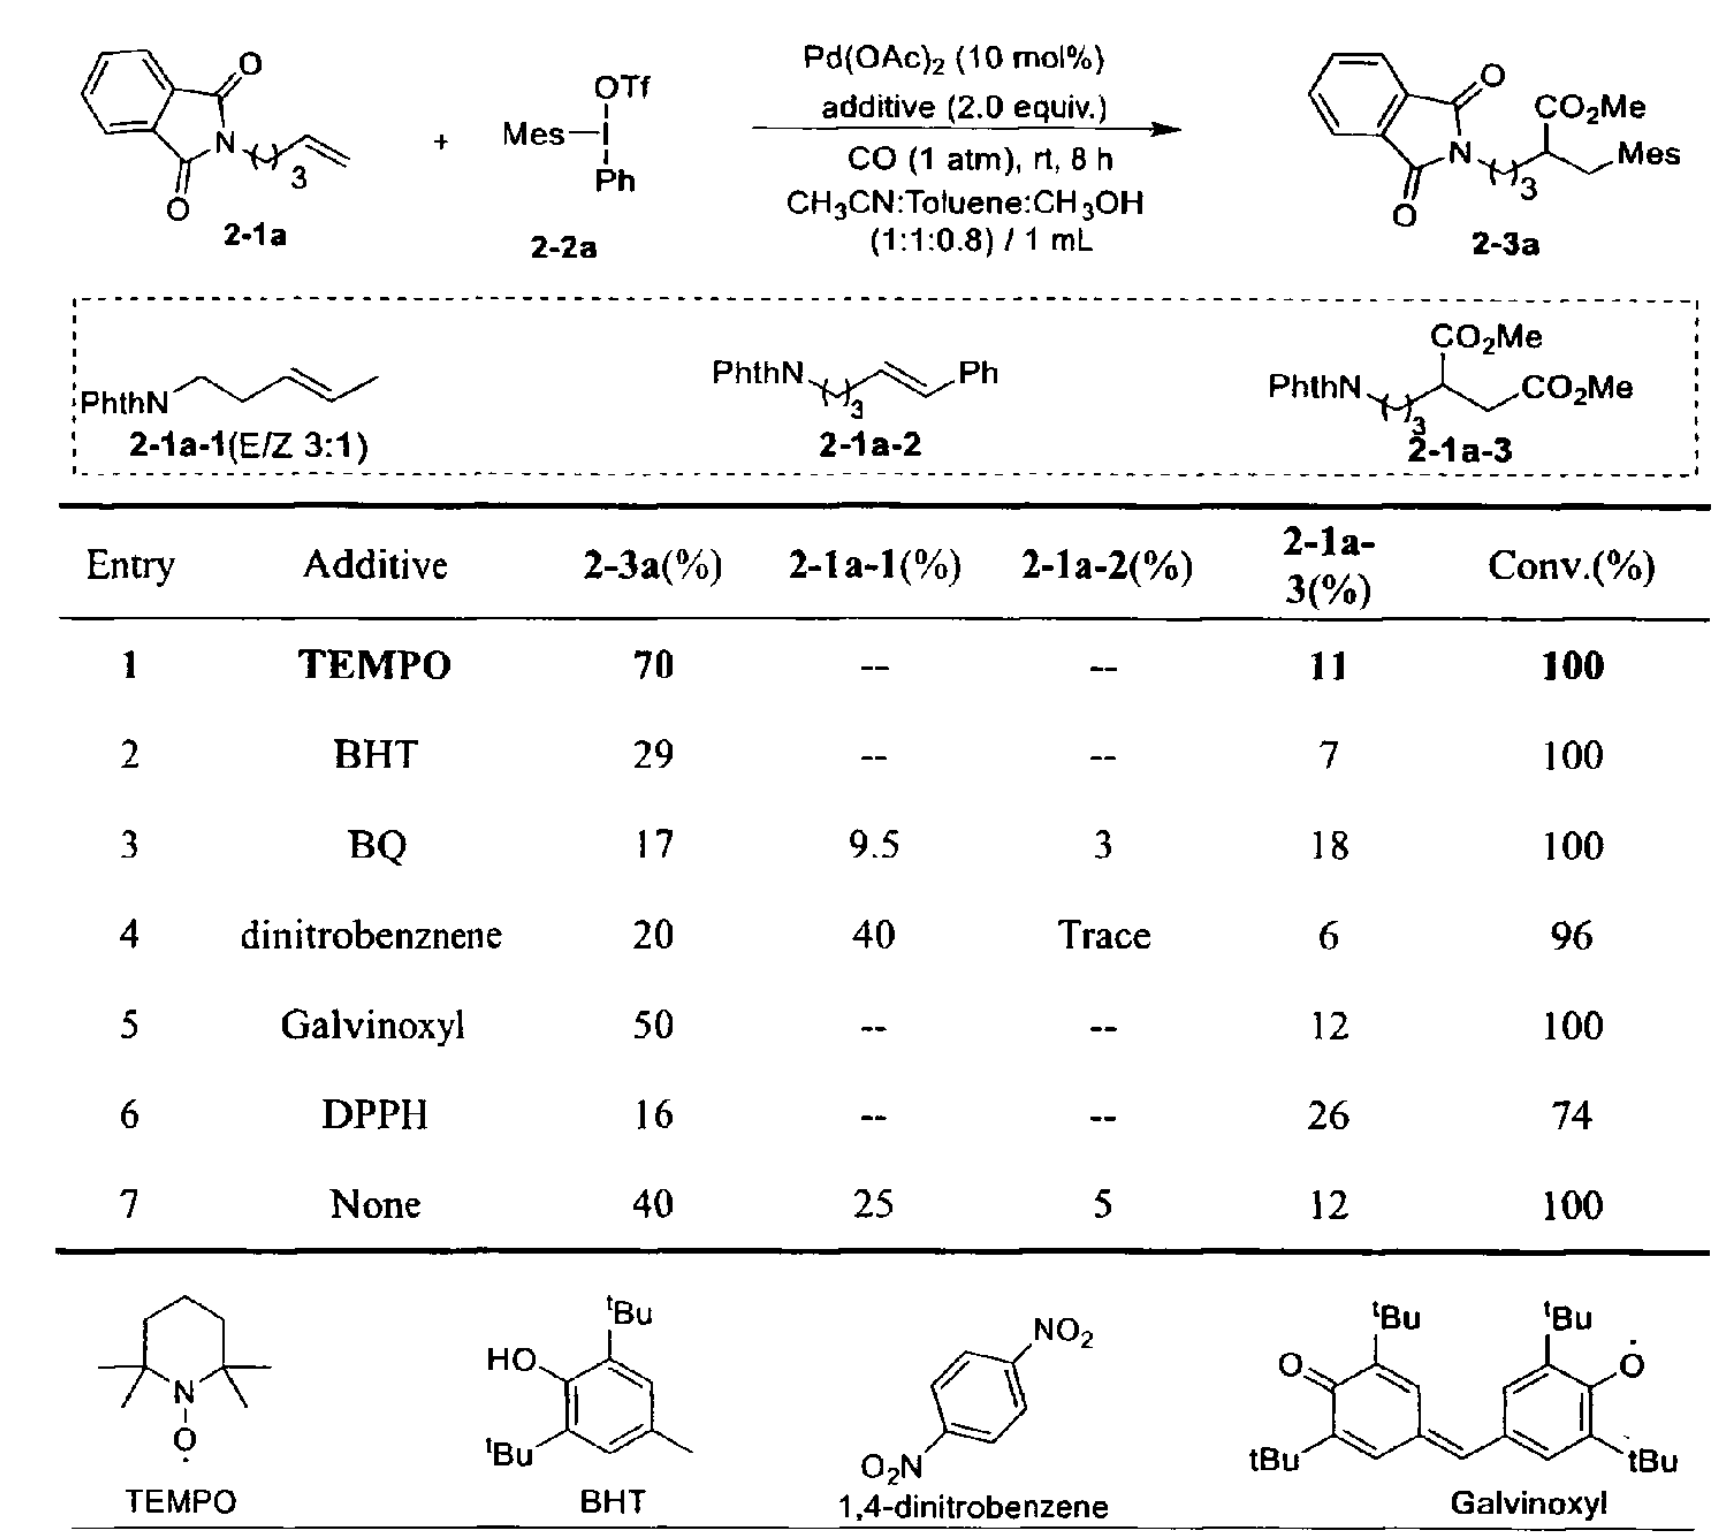 Pd(OAc)2 (10 mol%)
additive (2.0 equiv.)
CO (1 atm), rt, 8 h
CH3CN:Toluene:CH3OH
(1:1:0.8) / 1 mL
O
N
O
3
2-1a
+
OTf
Mes
I
Ph
2-2a
O
N
O
3
CO2Me
Mes
2-3a
PhthN
2-1a-1(E/Z 3:1)
PhthN
3
Ph
2-1a-2
PhthN
3
CO2Me
CO2Me
2-1a-3
Entry Additive 2-3a(%) 2-1a-1(%) 2-1a-2(%) 2-1a-3(%) Conv.(%)
1 TEMPO 70 -- -- 11 100
2 BHT 29 -- -- 7 100
3 BQ 17 9.5 3 18 100
4 dinitrobenznene 20 40 Trace 6 96
5 Galvinoxyl 50 -- -- 12 100
6 DPPH 16 -- -- 26 74
7 None 40 25 5 12 100
N
O
TEMPO
tBu
HO
tBu
BHT
NO2
O2N
1,4-dinitrobenzene
tBu
tBu
O
O
tBu
tBu
Galvinoxyl